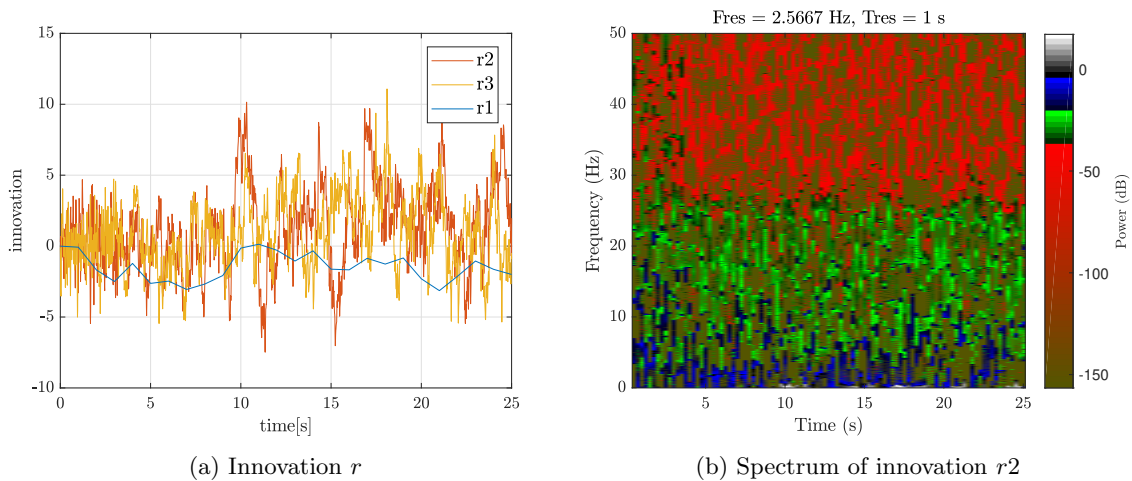 15
10
5
0
-5
-10
innovation
0
5
10
15
20
25
time[s]
r2
r3
r1
(a) Innovation r
Fres = 2.5667 Hz, Tres = 1 s
50
40
30
20
10
0
Frequency (Hz)
5
10
15
20
25
Time (s)
0
-50
-100
-150
Power (dB)
(b) Spectrum of innovation r2